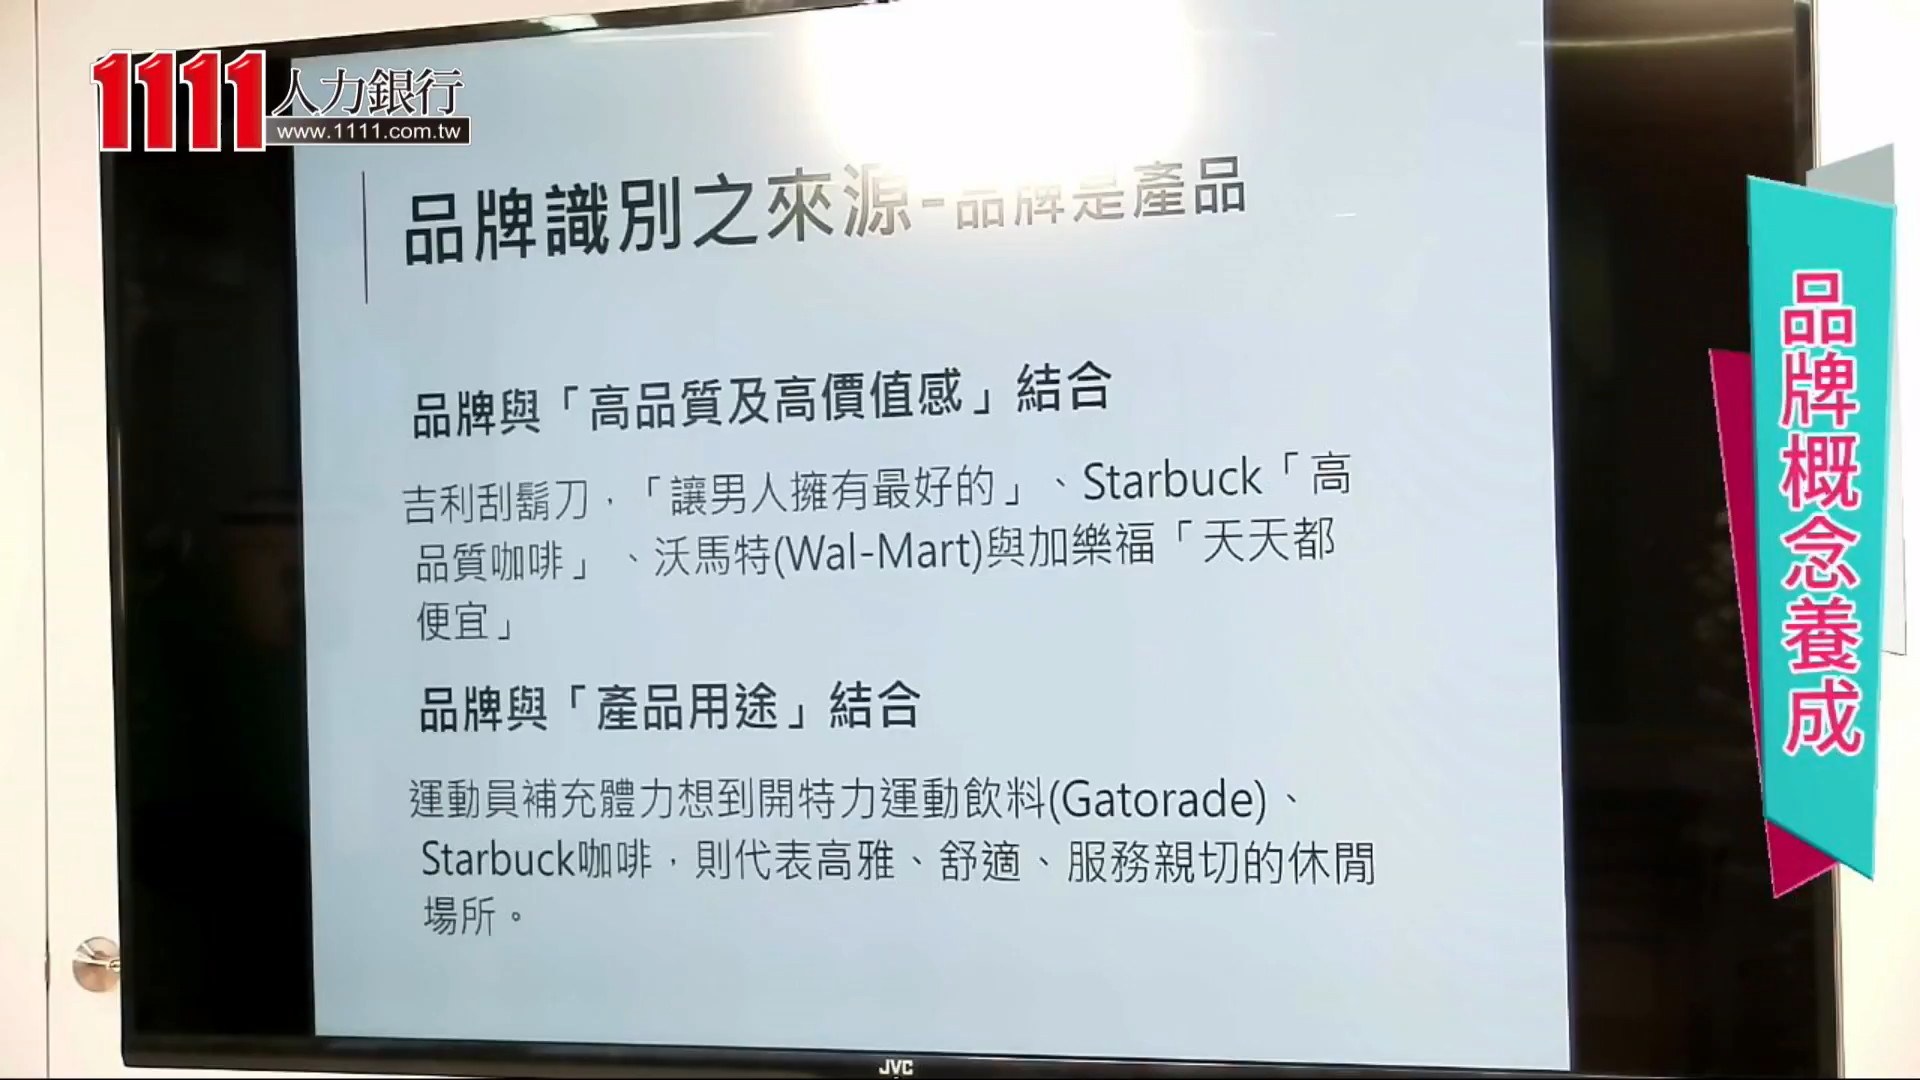 1111人力銀行
www.1111.com.tw
品牌識別之來源-品牌是產品
品牌與「高品質及高價值感」結合
吉利刮鬍刀，「讓男人擁有最好的」、Starbuck「高
品質咖啡」、沃馬特(Wal-Mart)與加樂福「天天都
便宜」
品牌與「產品用途」結合
運動員補充體力想到開特力運動飲料(Gatorade)、
Starbuck咖啡，則代表高雅、舒適、服務親切的休閒
場所。
品牌概念養成
JVC